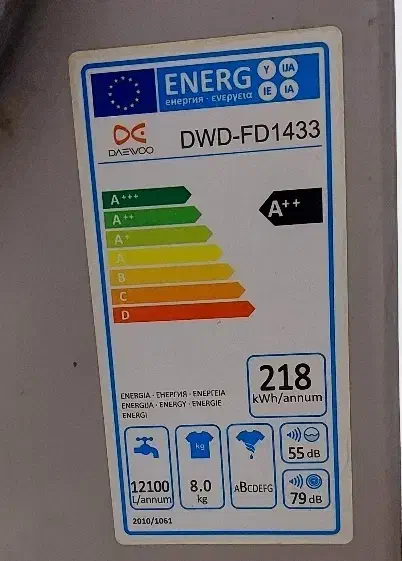 ENERG Y IJA
енергия · ενεργεια IE IA
DAEWOO DWD-FD1433
A+++
A++
A++
A+
A
B
C
D
ENERGIA · ЕНЕРГИЯ · ΕΝΕΡΓΕΙΑ
ENERGIJA · ENERGY · ENERGIE
ENERGI
218
kWh/annum
12100
L/annum
kg
8.0
kg
ABCDEFG
55 dB
79 dB
2010/1061